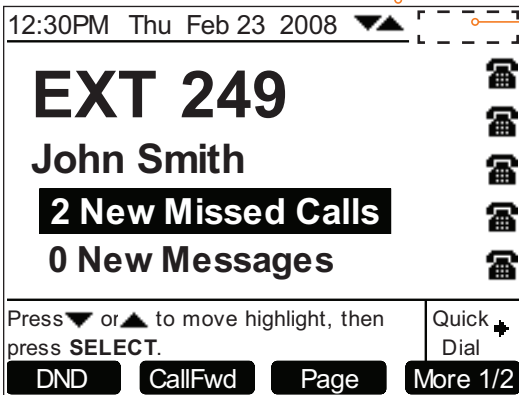 12:30PM Thu Feb 23 2008
EXT 249
John Smith
2 New Missed Calls
0 New Messages
Press▼ or▲ to move highlight, then
press SELECT.
Quick
Dial
DND CallFwd Page More 1/2